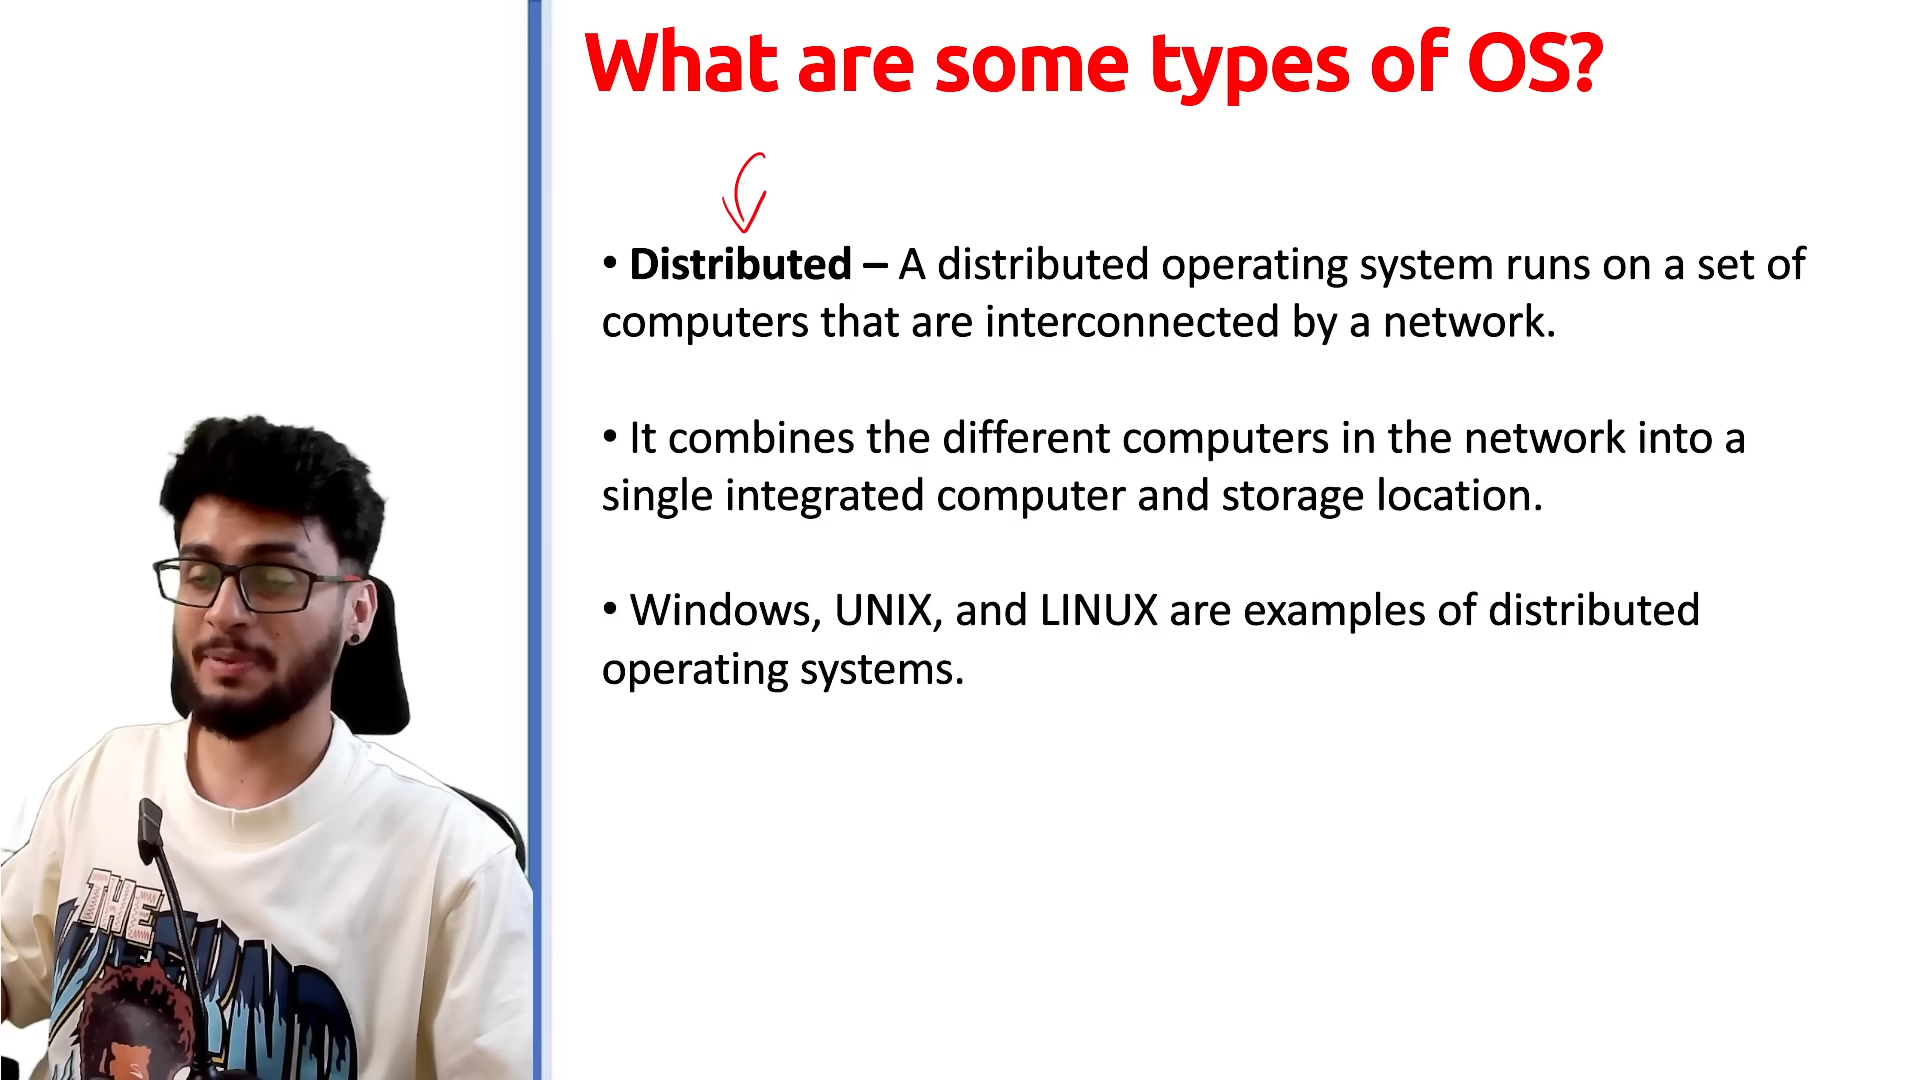 What are some types of OS?
• Distributed – A distributed operating system runs on a set of
computers that are interconnected by a network.
• It combines the different computers in the network into a
single integrated computer and storage location.
• Windows, UNIX, and LINUX are examples of distributed
operating systems.
THE